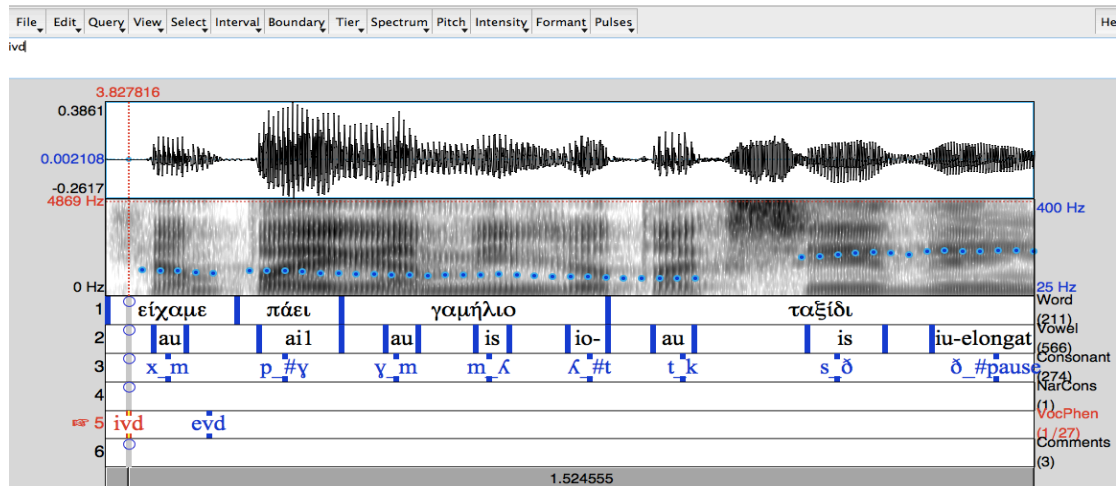 File Edit Query View Select Interval Boundary Tier Spectrum Pitch Intensity Formant Pulses He
ivd
3.827816
0.3861
0.002108
-0.2617
4869 Hz 400 Hz
0 Hz 25 Hz
1 είχαμε πάει γαμήλιο ταξίδι Word (211)
2 au ai1 au is io- au is iu-elongat Vowel (566)
3 x_m p_#ɣ ɣ_m m_ʎ ʎ_#t t_k s_ð ð_#pause Consonant (274)
4 NarCons (1)
☞ 5 ivd evd VocPhen (1/27)
6 Comments (3)
1.524555